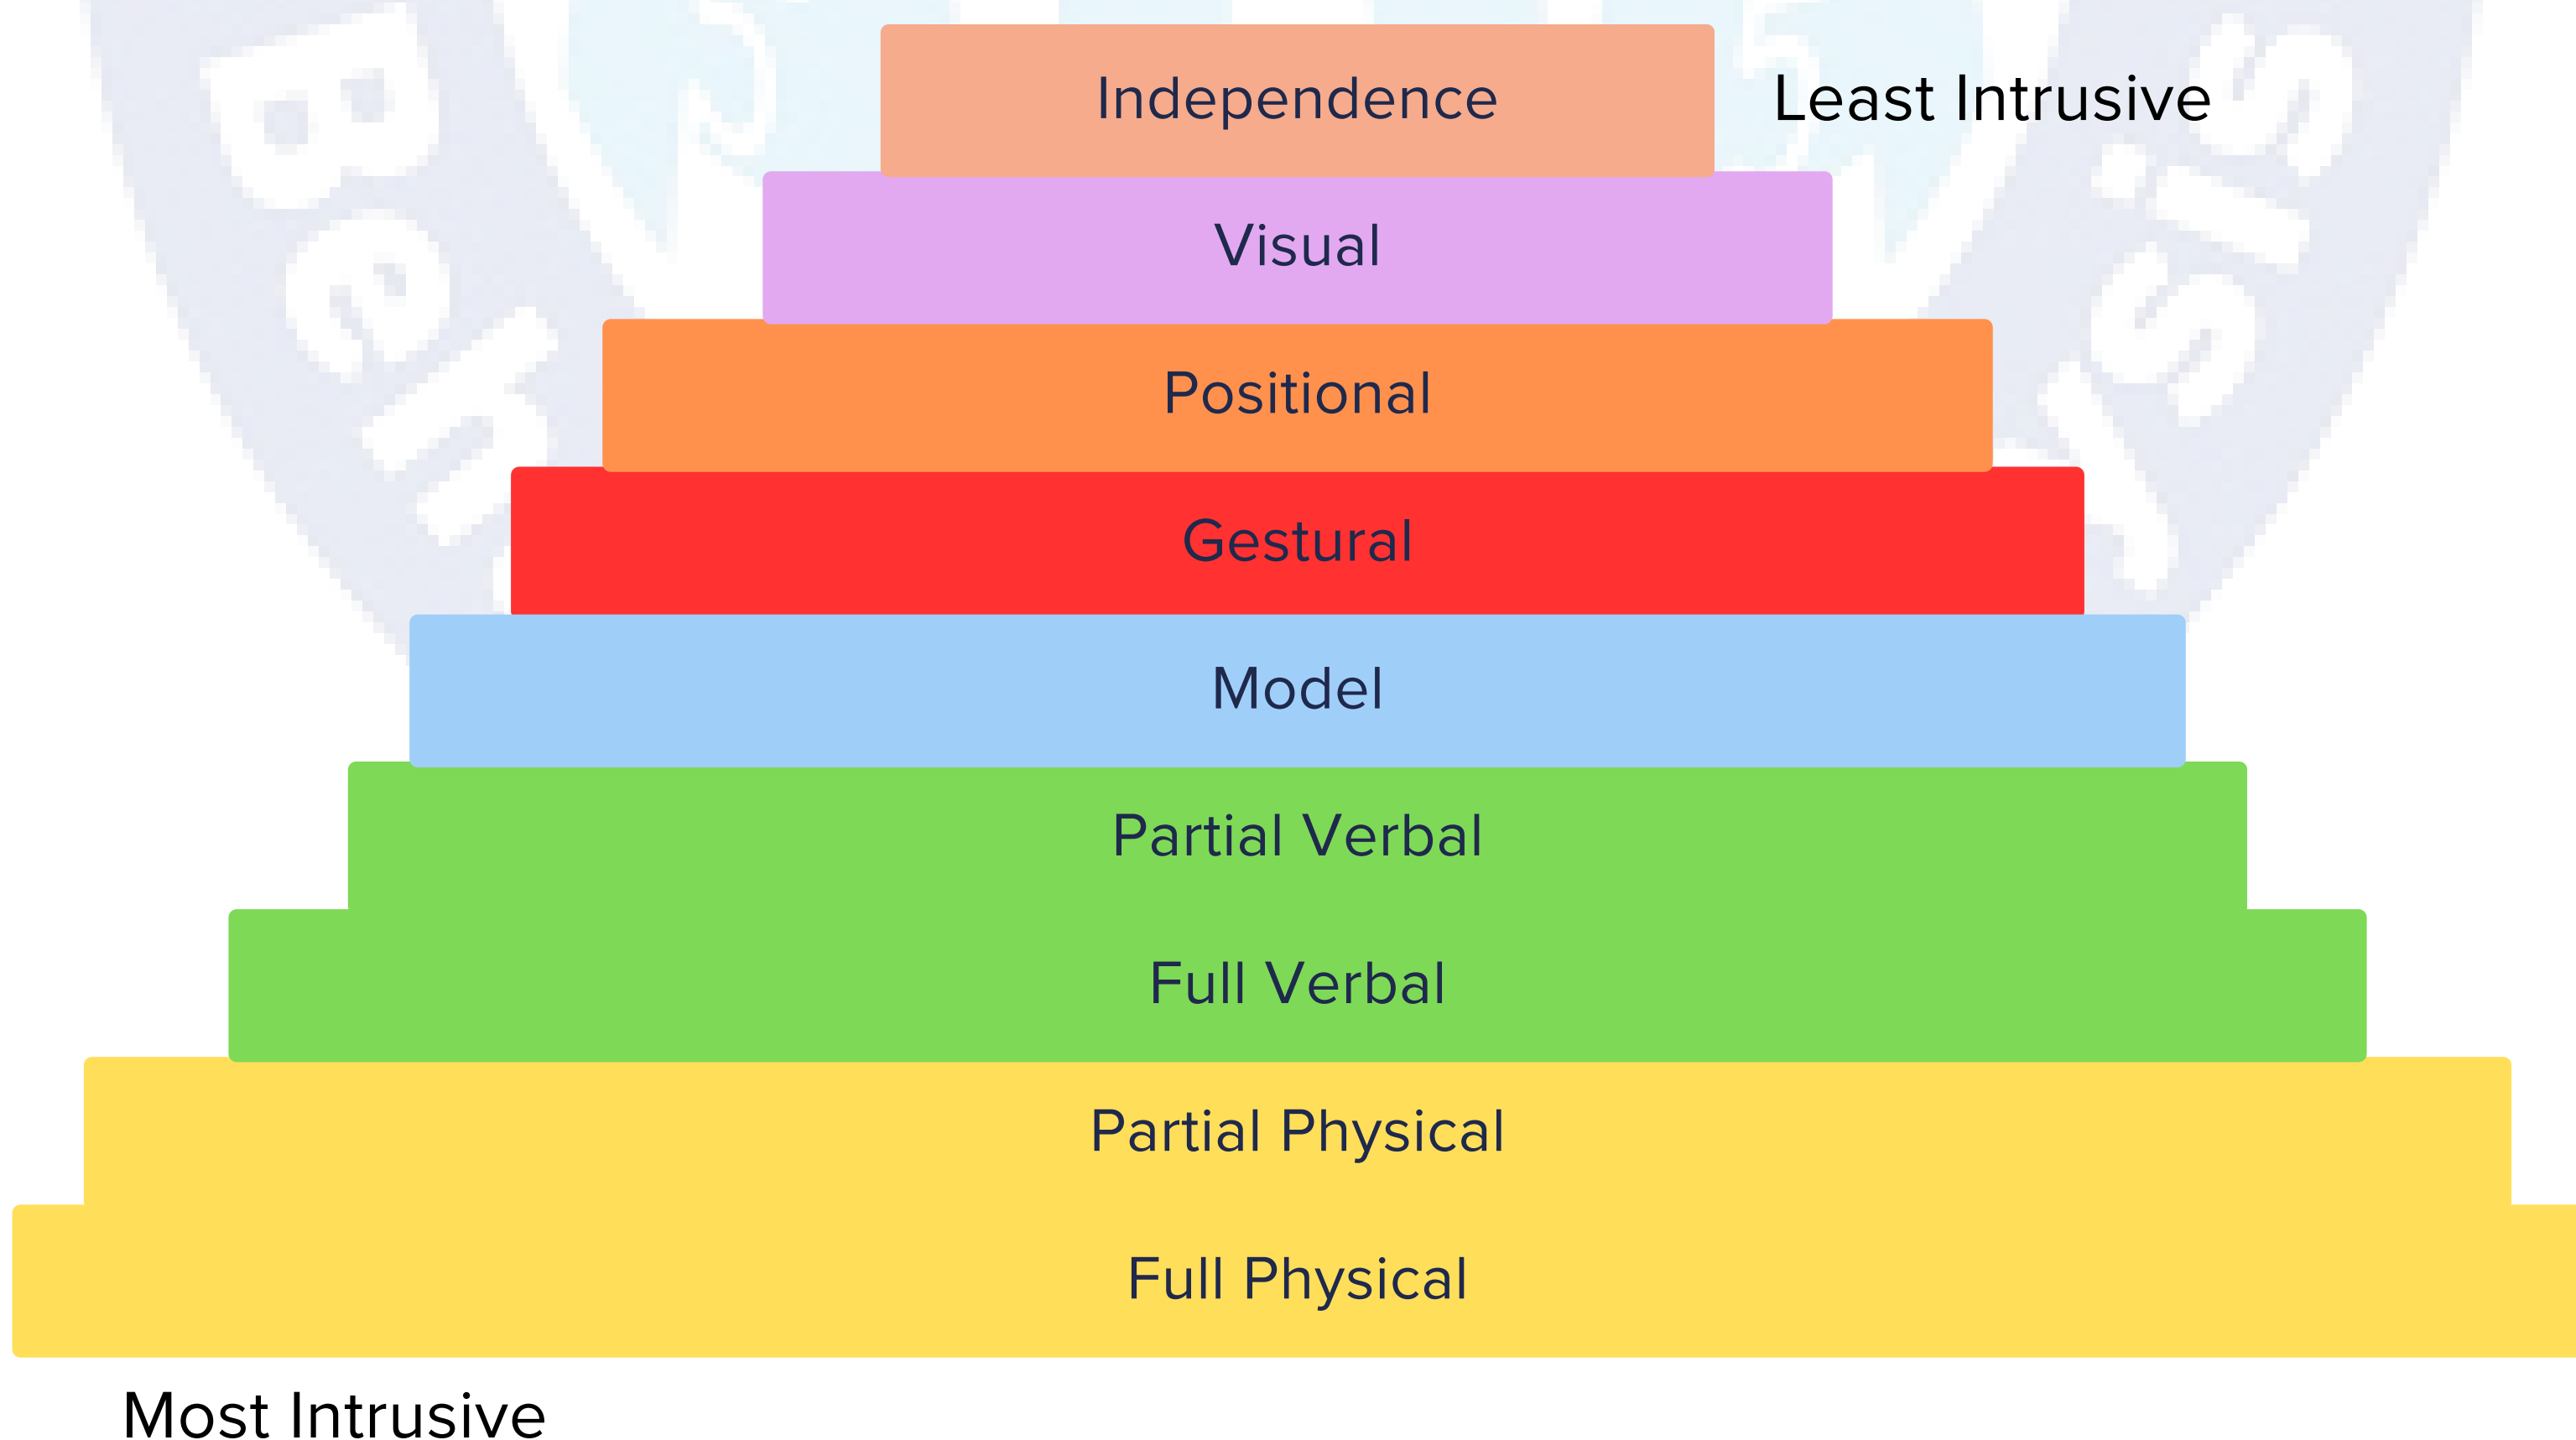 Independence
Least Intrusive
Visual
Positional
Gestural
Model
Partial Verbal
Full Verbal
Partial Physical
Full Physical
Most Intrusive